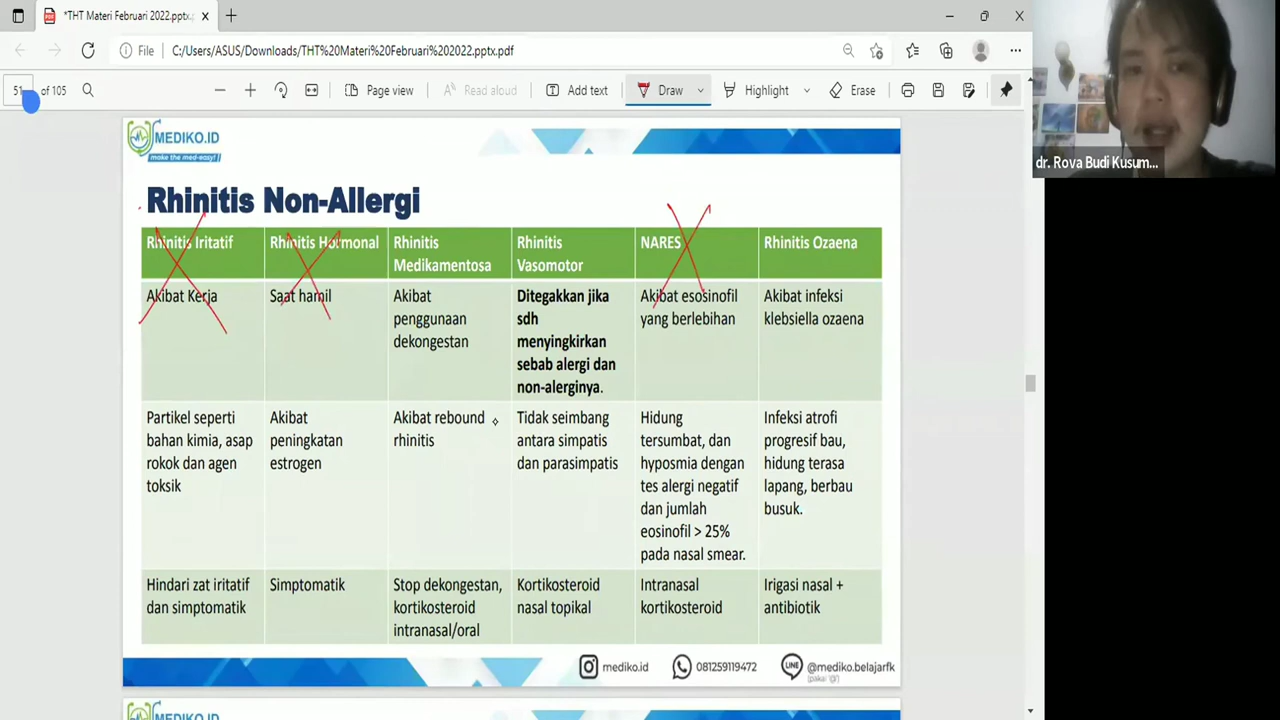 *THT Materi Februari 2022.pptx.
File
C:/Users/ASUS/Downloads/THT%20Materi%20Februari%202022.pptx.pdf
51 of 105
Page view
Read aloud
Add text
Draw
Highlight
Erase
dr. Rova Budi Kusum...
MEDIKO.ID
make the med-easy!
Rhinitis Non-Allergi
Rhinitis Iritatif
Rhinitis Hormonal
Rhinitis
Medikamentosa
Rhinitis
Vasomotor
NARES
Rhinitis Ozaena
Akibat Kerja
Saat hamil
Akibat
penggunaan
dekongestan
Ditegakkan jika
sdh
menyingkirkan
sebab alergi dan
non-alerginya.
Akibat esosinofil
yang berlebihan
Akibat infeksi
klebsiella ozaena
Partikel seperti
bahan kimia, asap
rokok dan agen
toksik
Akibat
peningkatan
estrogen
Akibat rebound
rhinitis
Tidak seimbang
antara simpatis
dan parasimpatis
Hidung
tersumbat, dan
hyposmia dengan
tes alergi negatif
dan jumlah
eosinofil > 25%
pada nasal smear.
Infeksi atrofi
progresif bau,
hidung terasa
lapang, berbau
busuk.
Hindari zat iritatif
dan simptomatik
Simptomatik
Stop dekongestan,
kortikosteroid
intranasal/oral
Kortikosteroid
nasal topikal
Intranasal
kortikosteroid
Irigasi nasal +
antibiotik
mediko.id
081259119472
LINE
@mediko.belajarfk
(pakai '@')
MEDIKO.ID